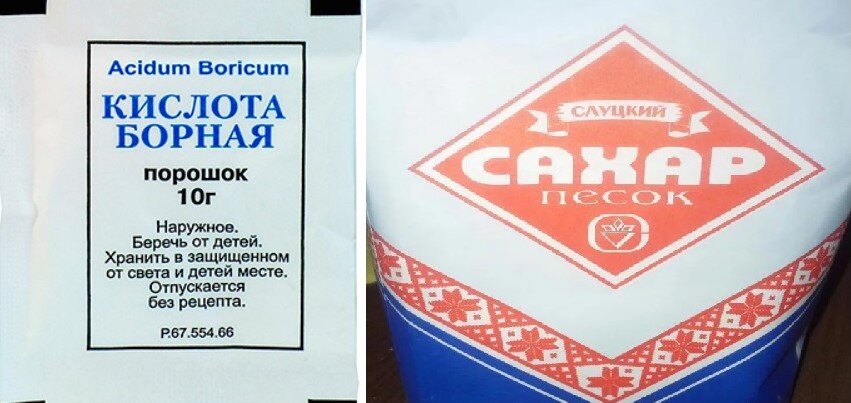 Acidum Boricum
КИСЛОТА
БОРНАЯ
порошок
10г
Наружное.
Беречь от детей.
Хранить в защищенном
от света и детей месте.
Отпускается
без рецепта.
Р.67.554.66
СЛУЦКИЙ
САХАР
песок